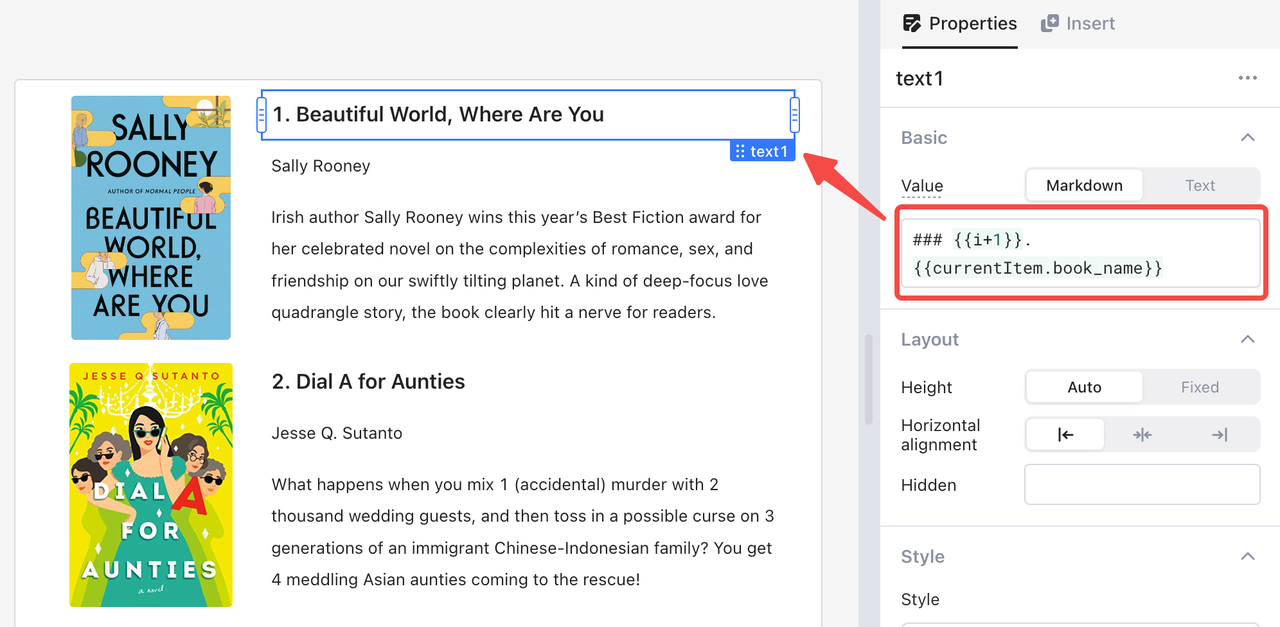 Properties
Insert
text1
Basic
Value
Markdown
Text
### {{i+1}}.
{{currentItem.book_name}}
Layout
Height
Auto
Fixed
Horizontal
alignment
Hidden
Style
Style
SALLY
ROONEY
AUTHOR OF NORMAL PEOPLE
BEAUTIFUL
WORLD,
WHERE
ARE YOU
1. Beautiful World, Where Are You
text1
Sally Rooney
Irish author Sally Rooney wins this year’s Best Fiction award for
her celebrated novel on the complexities of romance, sex, and
friendship on our swiftly tilting planet. A kind of deep-focus love
quadrangle story, the book clearly hit a nerve for readers.
JESSE Q SUTANTO
DIAL A
FOR
AUNTIES
a novel
2. Dial A for Aunties
Jesse Q. Sutanto
What happens when you mix 1 (accidental) murder with 2
thousand wedding guests, and then toss in a possible curse on 3
generations of an immigrant Chinese-Indonesian family? You get
4 meddling Asian aunties coming to the rescue!